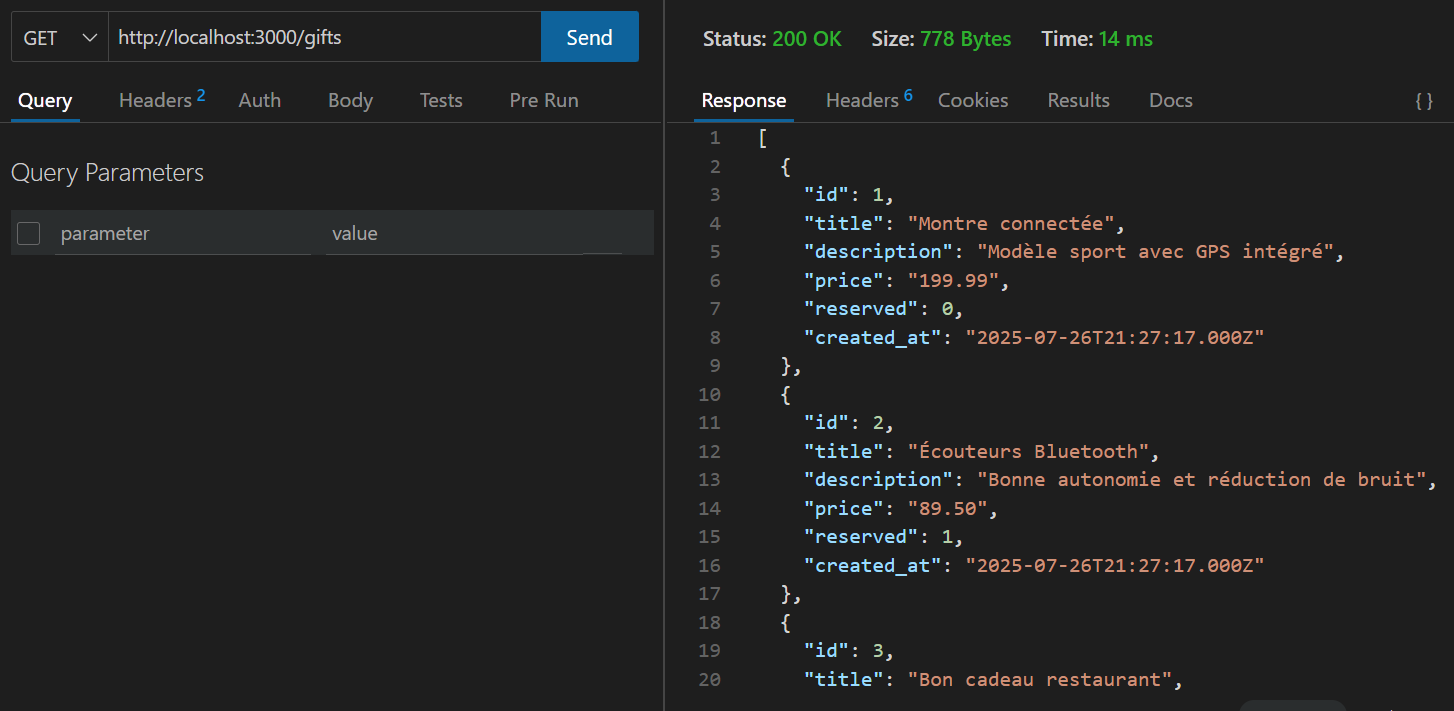 GET http://localhost:3000/gifts Send
Query Headers 2 Auth Body Tests Pre Run
Query Parameters
parameter value
Status: 200 OK Size: 778 Bytes Time: 14 ms
Response Headers 6 Cookies Results Docs { }
1 [
2 {
3 "id": 1,
4 "title": "Montre connectée",
5 "description": "Modèle sport avec GPS intégré",
6 "price": "199.99",
7 "reserved": 0,
8 "created_at": "2025-07-26T21:27:17.000Z"
9 },
10 {
11 "id": 2,
12 "title": "Écouteurs Bluetooth",
13 "description": "Bonne autonomie et réduction de bruit",
14 "price": "89.50",
15 "reserved": 1,
16 "created_at": "2025-07-26T21:27:17.000Z"
17 },
18 {
19 "id": 3,
20 "title": "Bon cadeau restaurant",